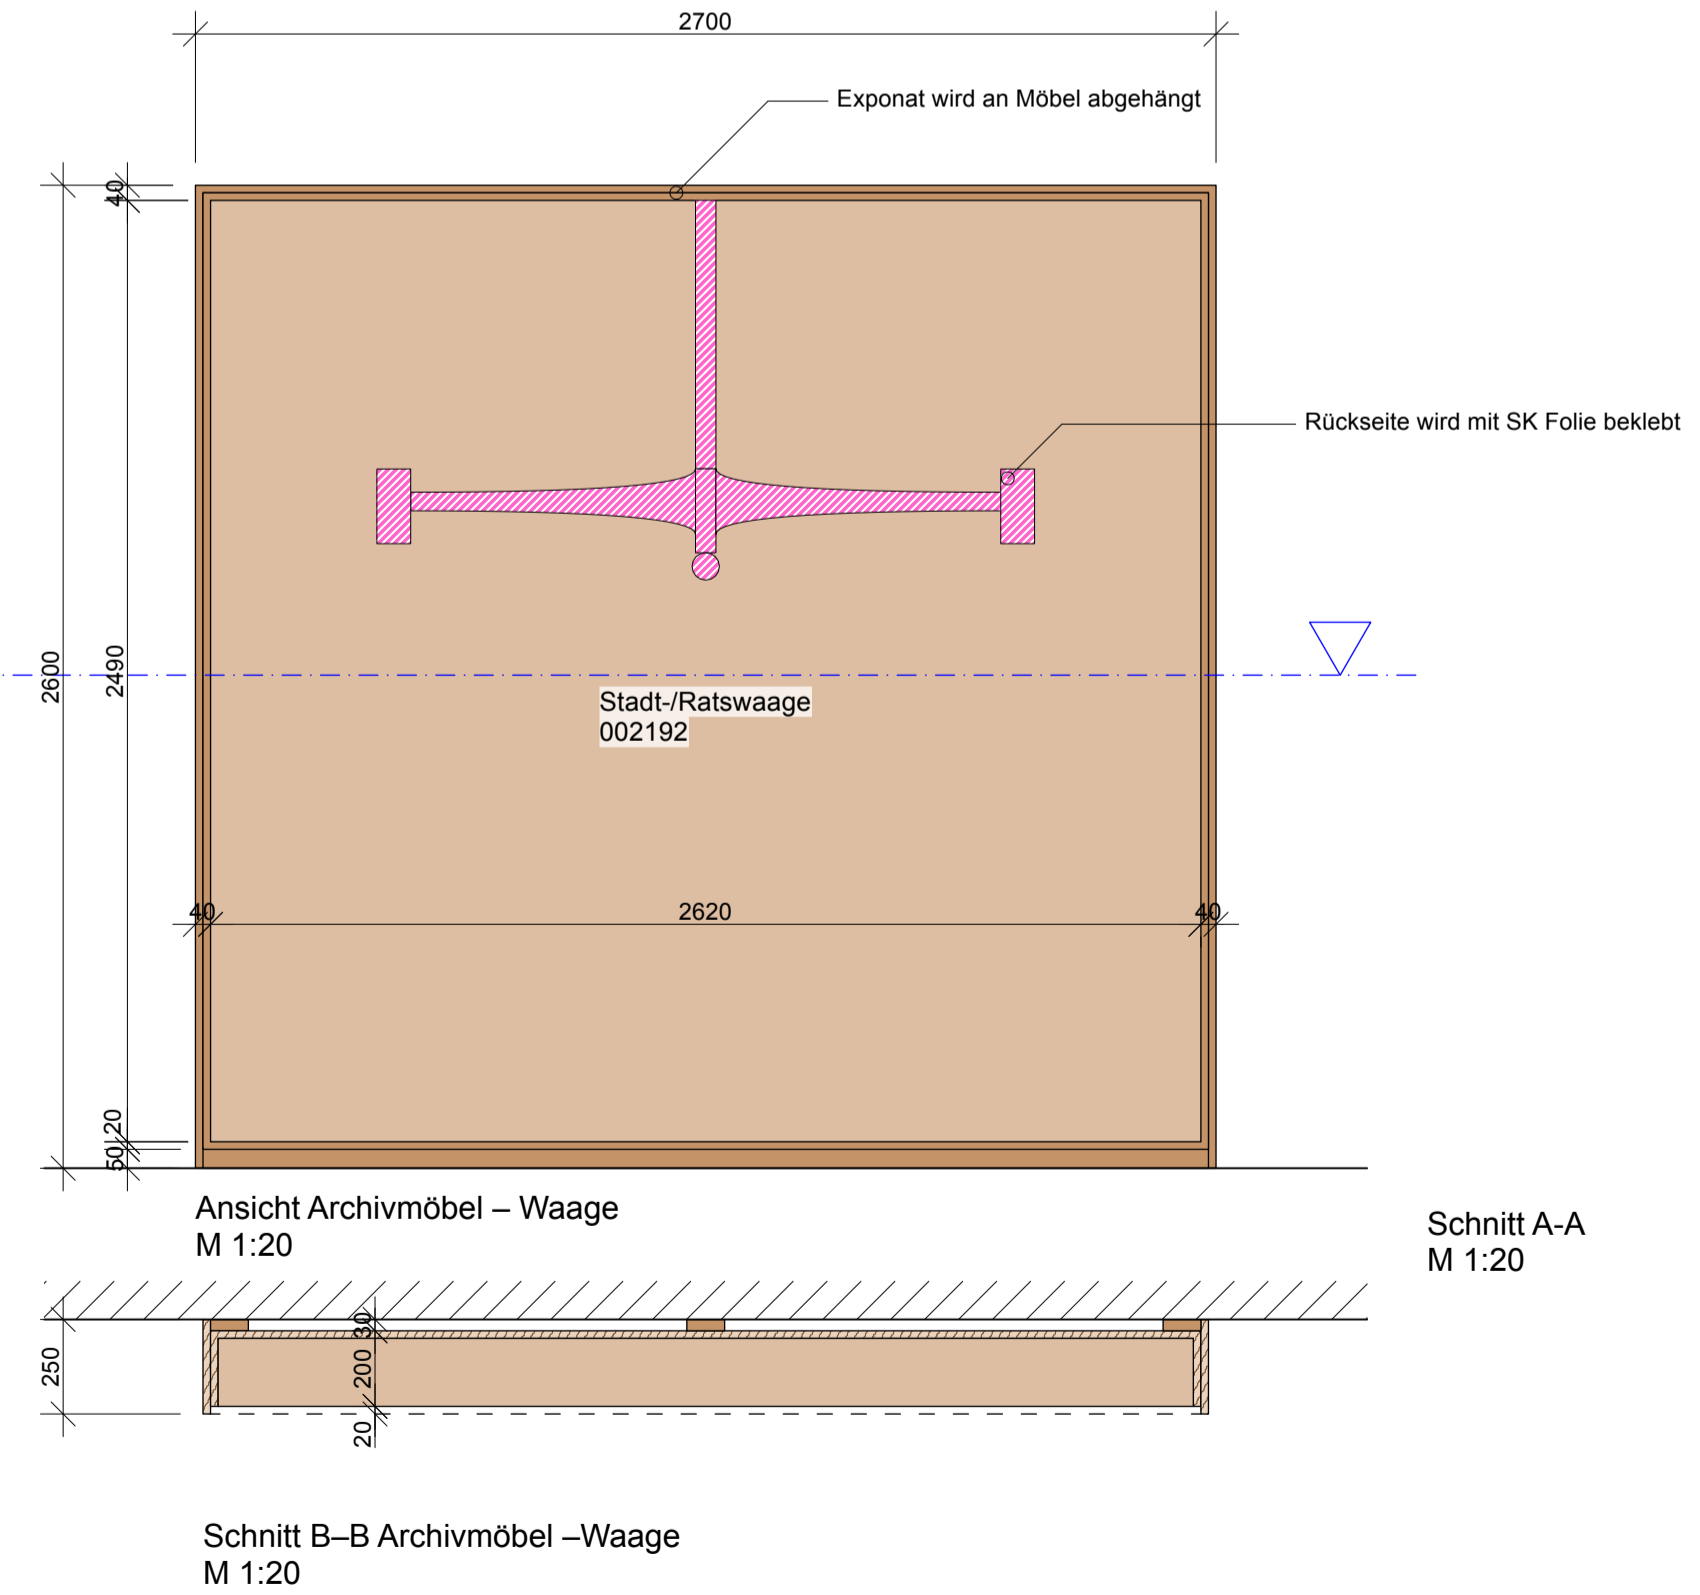 2700
Exponat wird an Möbel abgehängt
40
Rückseite wird mit SK Folie beklebt
2600
2490
Stadt-/Ratswaage
002192
40
2620
40
20
50
Ansicht Archivmöbel – Waage
M 1:20
Schnitt A-A
M 1:20
30
250
200
20
Schnitt B–B Archivmöbel –Waage
M 1:20